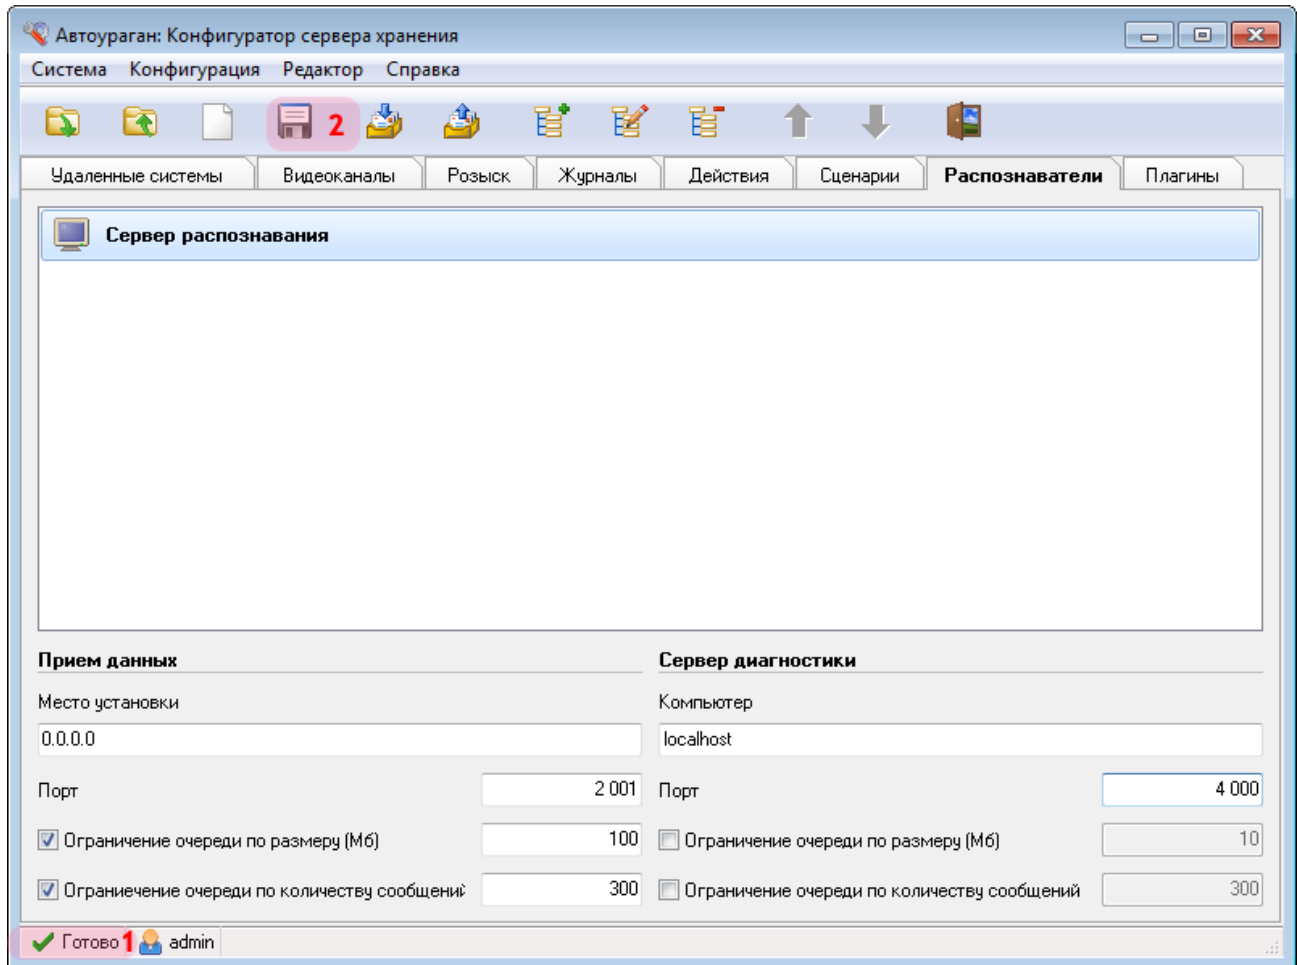 Автоураган: Конфигуратор сервера хранения
Система Конфигурация Редактор Справка
2
Удаленные системы Видеоканалы Розыск Журналы Действия Сценарии Распознаватели Плагины
Сервер распознавания
Прием данных Сервер диагностики
Место установки Компьютер
0.0.0.0 localhost
Порт 2 001 Порт 4 000
Ограничение очереди по размеру (Мб) 100 Ограничение очереди по размеру (Мб) 10
Ограниечение очереди по количеству сообщений 300 Ограничение очереди по количеству сообщений 300
Готово 1 admin